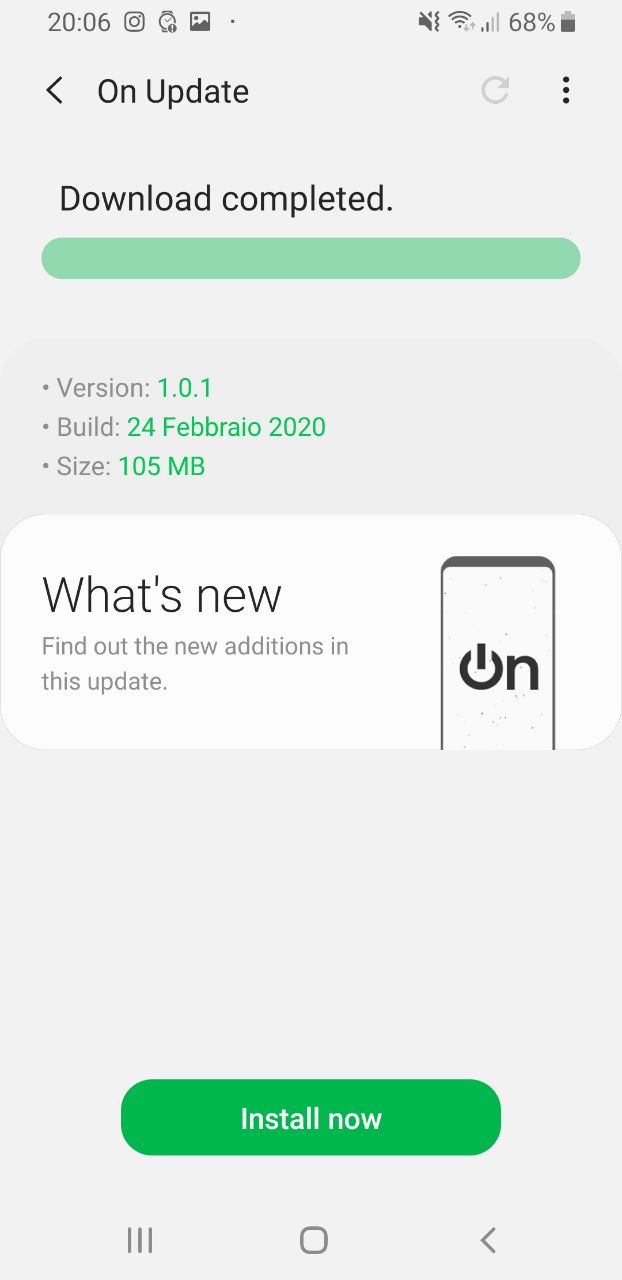 20:06 68%
On Update
Download completed.
• Version: 1.0.1
• Build: 24 Febbraio 2020
• Size: 105 MB
What's new
Find out the new additions in
this update.
On
Install now